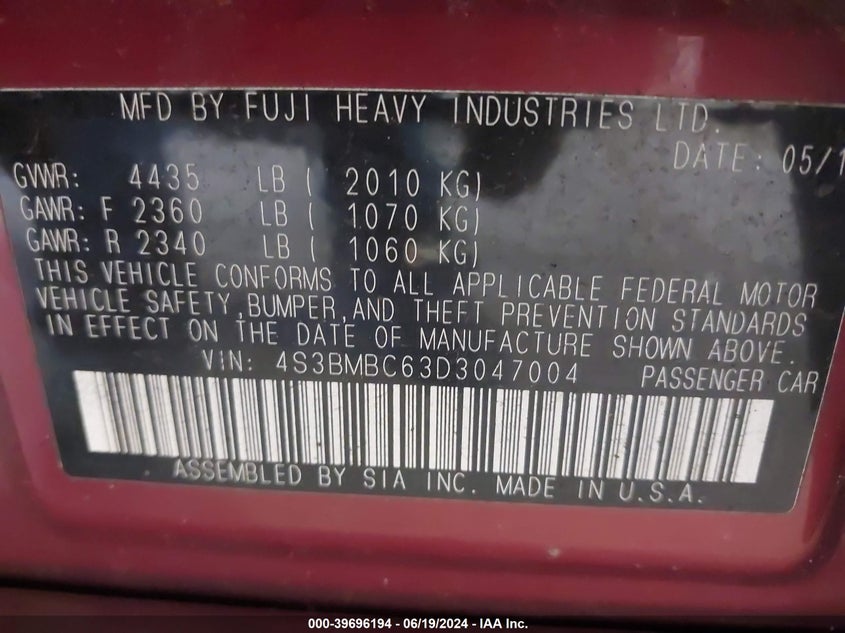 MFD BY FUJI HEAVY INDUSTRIES LTD.
DATE: 05/1
GVWR: 4435 LB ( 2010 KG)
GAWR: F 2360 LB ( 1070 KG)
GAWR: R 2340 LB ( 1060 KG)
THIS VEHICLE CONFORMS TO ALL APPLICABLE FEDERAL MOTOR
VEHICLE SAFETY,BUMPER,AND THEFT PREVENTION STANDARDS
IN EFFECT ON THE DATE OF MANUFACTURE SHOWN ABOVE.
VIN: 4S3BMBC63D3047004 PASSENGER CAR
ASSEMBLED BY SIA INC. MADE IN U.S.A.
000-39696194 - 06/19/2024 - IAA Inc.